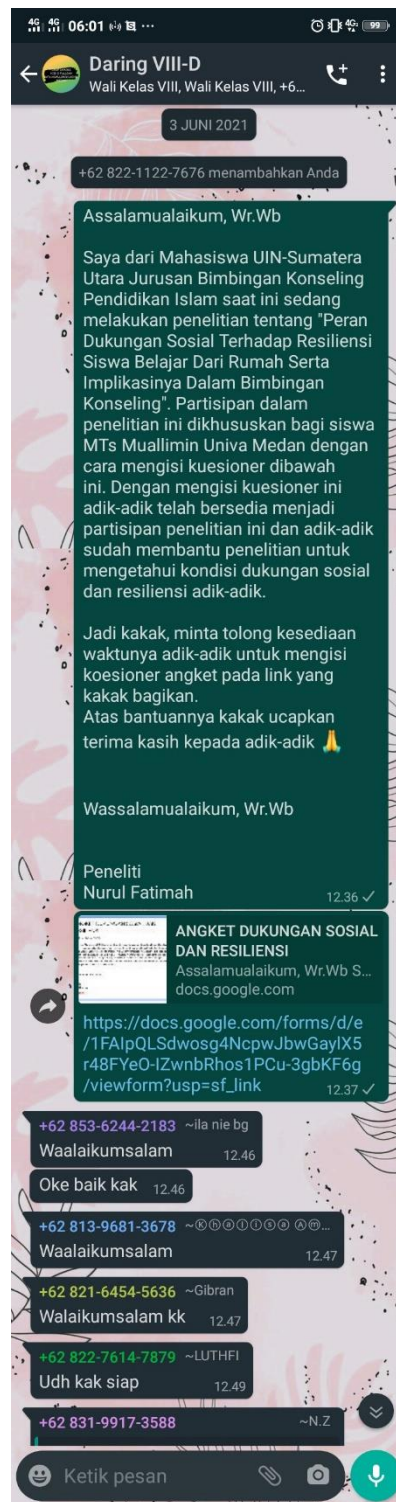 4G 4G 06:01 ... 4G 99
Daring VIII-D
Wali Kelas VIII, Wali Kelas VIII, +6...
3 JUNI 2021
+62 822-1122-7676 menambahkan Anda
Assalamualaikum, Wr.Wb
Saya dari Mahasiswa UIN-Sumatera
Utara Jurusan Bimbingan Konseling
Pendidikan Islam saat ini sedang
melakukan penelitian tentang "Peran
Dukungan Sosial Terhadap Resiliensi
Siswa Belajar Dari Rumah Serta
Implikasinya Dalam Bimbingan
Konseling". Partisipan dalam
penelitian ini dikhususkan bagi siswa
MTs Muallimin Univa Medan dengan
cara mengisi kuesioner dibawah
ini. Dengan mengisi kuesioner ini
adik-adik telah bersedia menjadi
partisipan penelitian ini dan adik-adik
sudah membantu penelitian untuk
mengetahui kondisi dukungan sosial
dan resiliensi adik-adik.
Jadi kakak, minta tolong kesediaan
waktunya adik-adik untuk mengisi
koesioner angket pada link yang
kakak bagikan.
Atas bantuannya kakak ucapkan
terima kasih kepada adik-adik 🙏
Wassalamualaikum, Wr.Wb
Peneliti
Nurul Fatimah 12.36
ANGKET DUKUNGAN SOSIAL
DAN RESILIENSI
Assalamualaikum, Wr.Wb S...
docs.google.com
https://docs.google.com/forms/d/e
/1FAIpQLSdwosg4NcpwJbwGaylX5
r48FYeO-IZwnbRhos1PCu-3gbKF6g
/viewform?usp=sf_link 12.37
+62 853-6244-2183 ~ila nie bg
Waalaikumsalam 12.46
Oke baik kak 12.46
+62 813-9681-3678 ~Ⓚⓗⓐⓛⓘⓢⓐ Ⓐⓜ...
Waalaikumsalam 12.47
+62 821-6454-5636 ~Gibran
Walaikumsalam kk 12.47
+62 822-7614-7879 ~LUTHFI
Udh kak siap 12.49
+62 831-9917-3588 ~N.Z
Ketik pesan